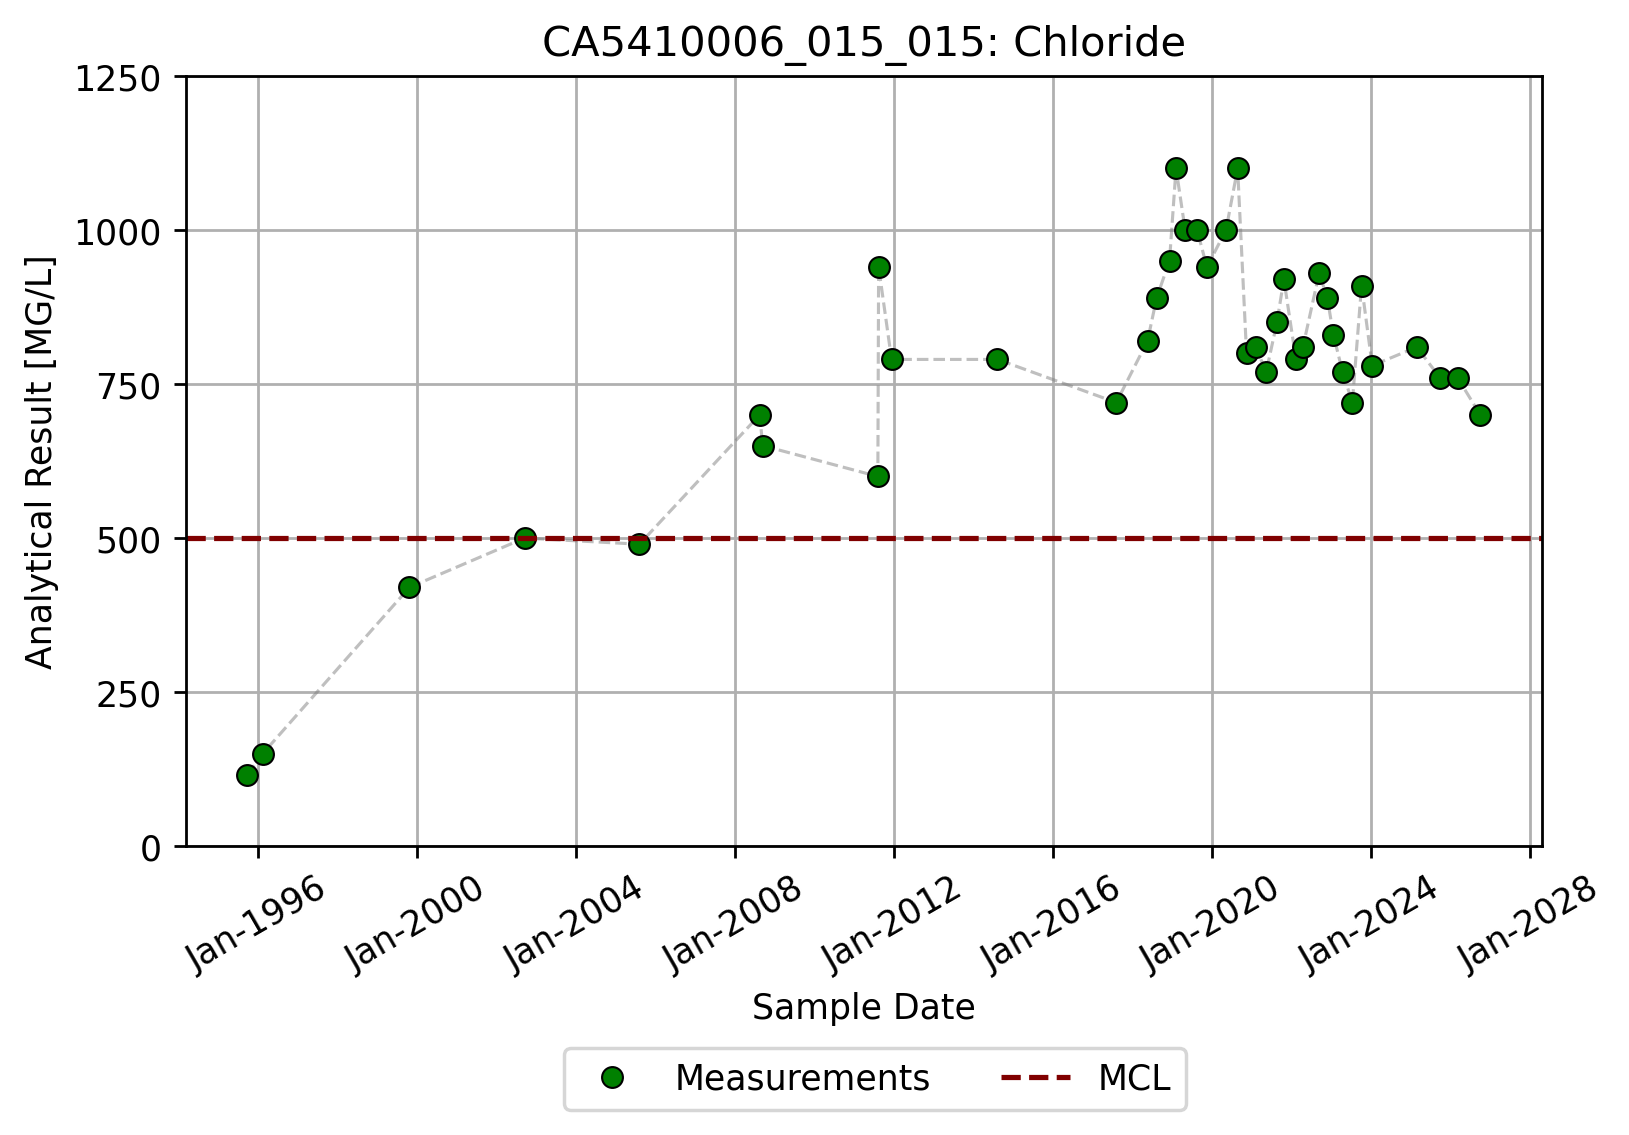 CA5410006_015_015: Chloride
Analytical Result [MG/L]
1250
1000
750
500
250
0
Jan-1996
Jan-2000
Jan-2004
Jan-2008
Jan-2012
Jan-2016
Jan-2020
Jan-2024
Jan-2028
Sample Date
Measurements
MCL